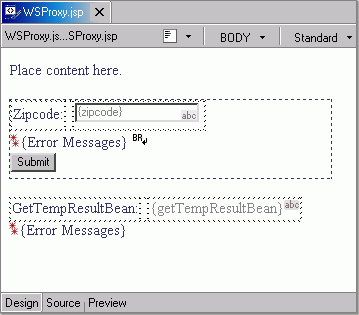 WSProxy.jsp
WSProxy.js...SProxy.jsp BODY Standard
Place content here.
Zipcode: {zipcode} abc
{Error Messages} BR
Submit
GetTempResultBean: {getTempResultBean} abc
{Error Messages}
Design Source Preview